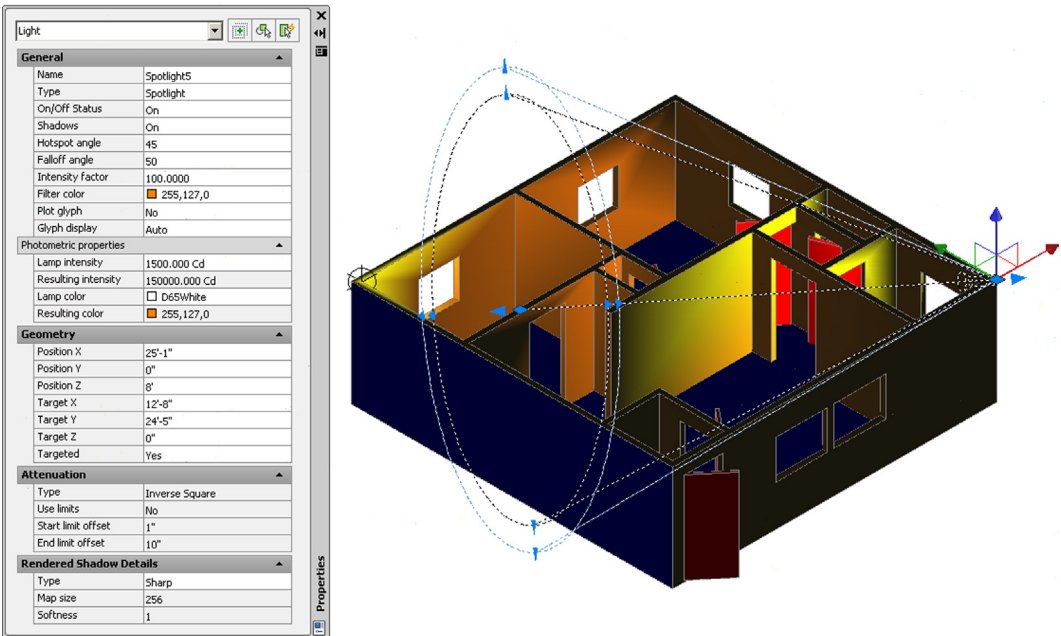 Light
General
Name Spotlight5
Type Spotlight
On/Off Status On
Shadows On
Hotspot angle 45
Falloff angle 50
Intensity factor 100.0000
Filter color 255,127,0
Plot glyph No
Glyph display Auto
Photometric properties
Lamp intensity 1500.000 Cd
Resulting intensity 150000.000 Cd
Lamp color D65White
Resulting color 255,127,0
Geometry
Position X 25'-1"
Position Y 0"
Position Z 8'
Target X 12'-8"
Target Y 24'-5"
Target Z 0"
Targeted Yes
Attenuation
Type Inverse Square
Use limits No
Start limit offset 1"
End limit offset 10"
Rendered Shadow Details
Type Sharp
Map size 256
Softness 1
Properties